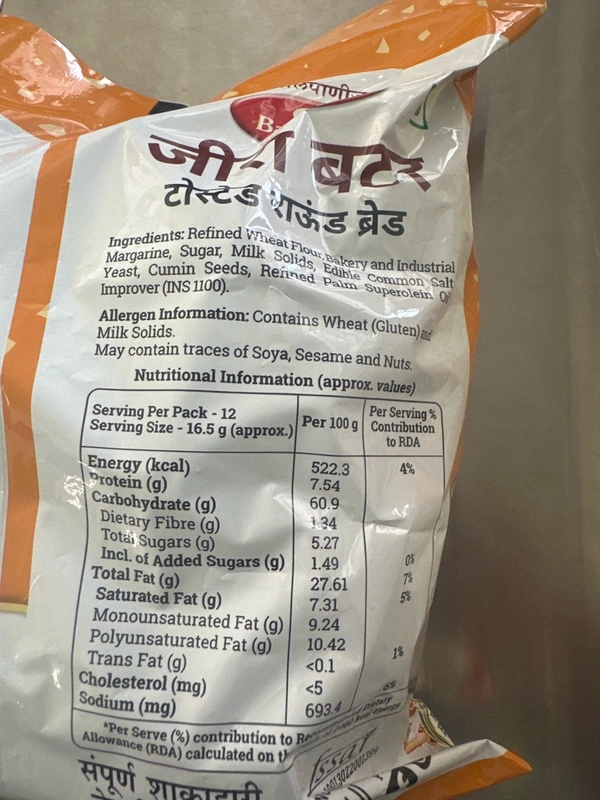 जीरा बटर
टोस्टेड राऊंड ब्रेड
Ingredients: Refined Wheat Flour, Bakery and Industrial
Margarine, Sugar, Milk Solids, Edible Common Salt
Yeast, Cumin Seeds, Refined Palm Superolein Oil
Improver (INS 1100).
Allergen Information: Contains Wheat (Gluten) and
Milk Solids.
May contain traces of Soya, Sesame and Nuts.
Nutritional Information (approx. values)
Serving Per Pack - 12
Serving Size - 16.5 g (approx.) Per 100 g Per Serving % Contribution to RDA
Energy (kcal) 522.3 4%
Protein (g) 7.54
Carbohydrate (g) 60.9
Dietary Fibre (g) 1.34
Total Sugars (g) 5.27
Incl. of Added Sugars (g) 1.49 0%
Total Fat (g) 27.61 7%
Saturated Fat (g) 7.31 5%
Monounsaturated Fat (g) 9.24
Polyunsaturated Fat (g) 10.42
Trans Fat (g) <0.1 1%
Cholesterol (mg) <5
Sodium (mg) 693.4 6%
*Per Serve (%) contribution to Dietary
Allowance (RDA) calculated on kcal energy.
fssai
संपूर्ण शाकाहारी